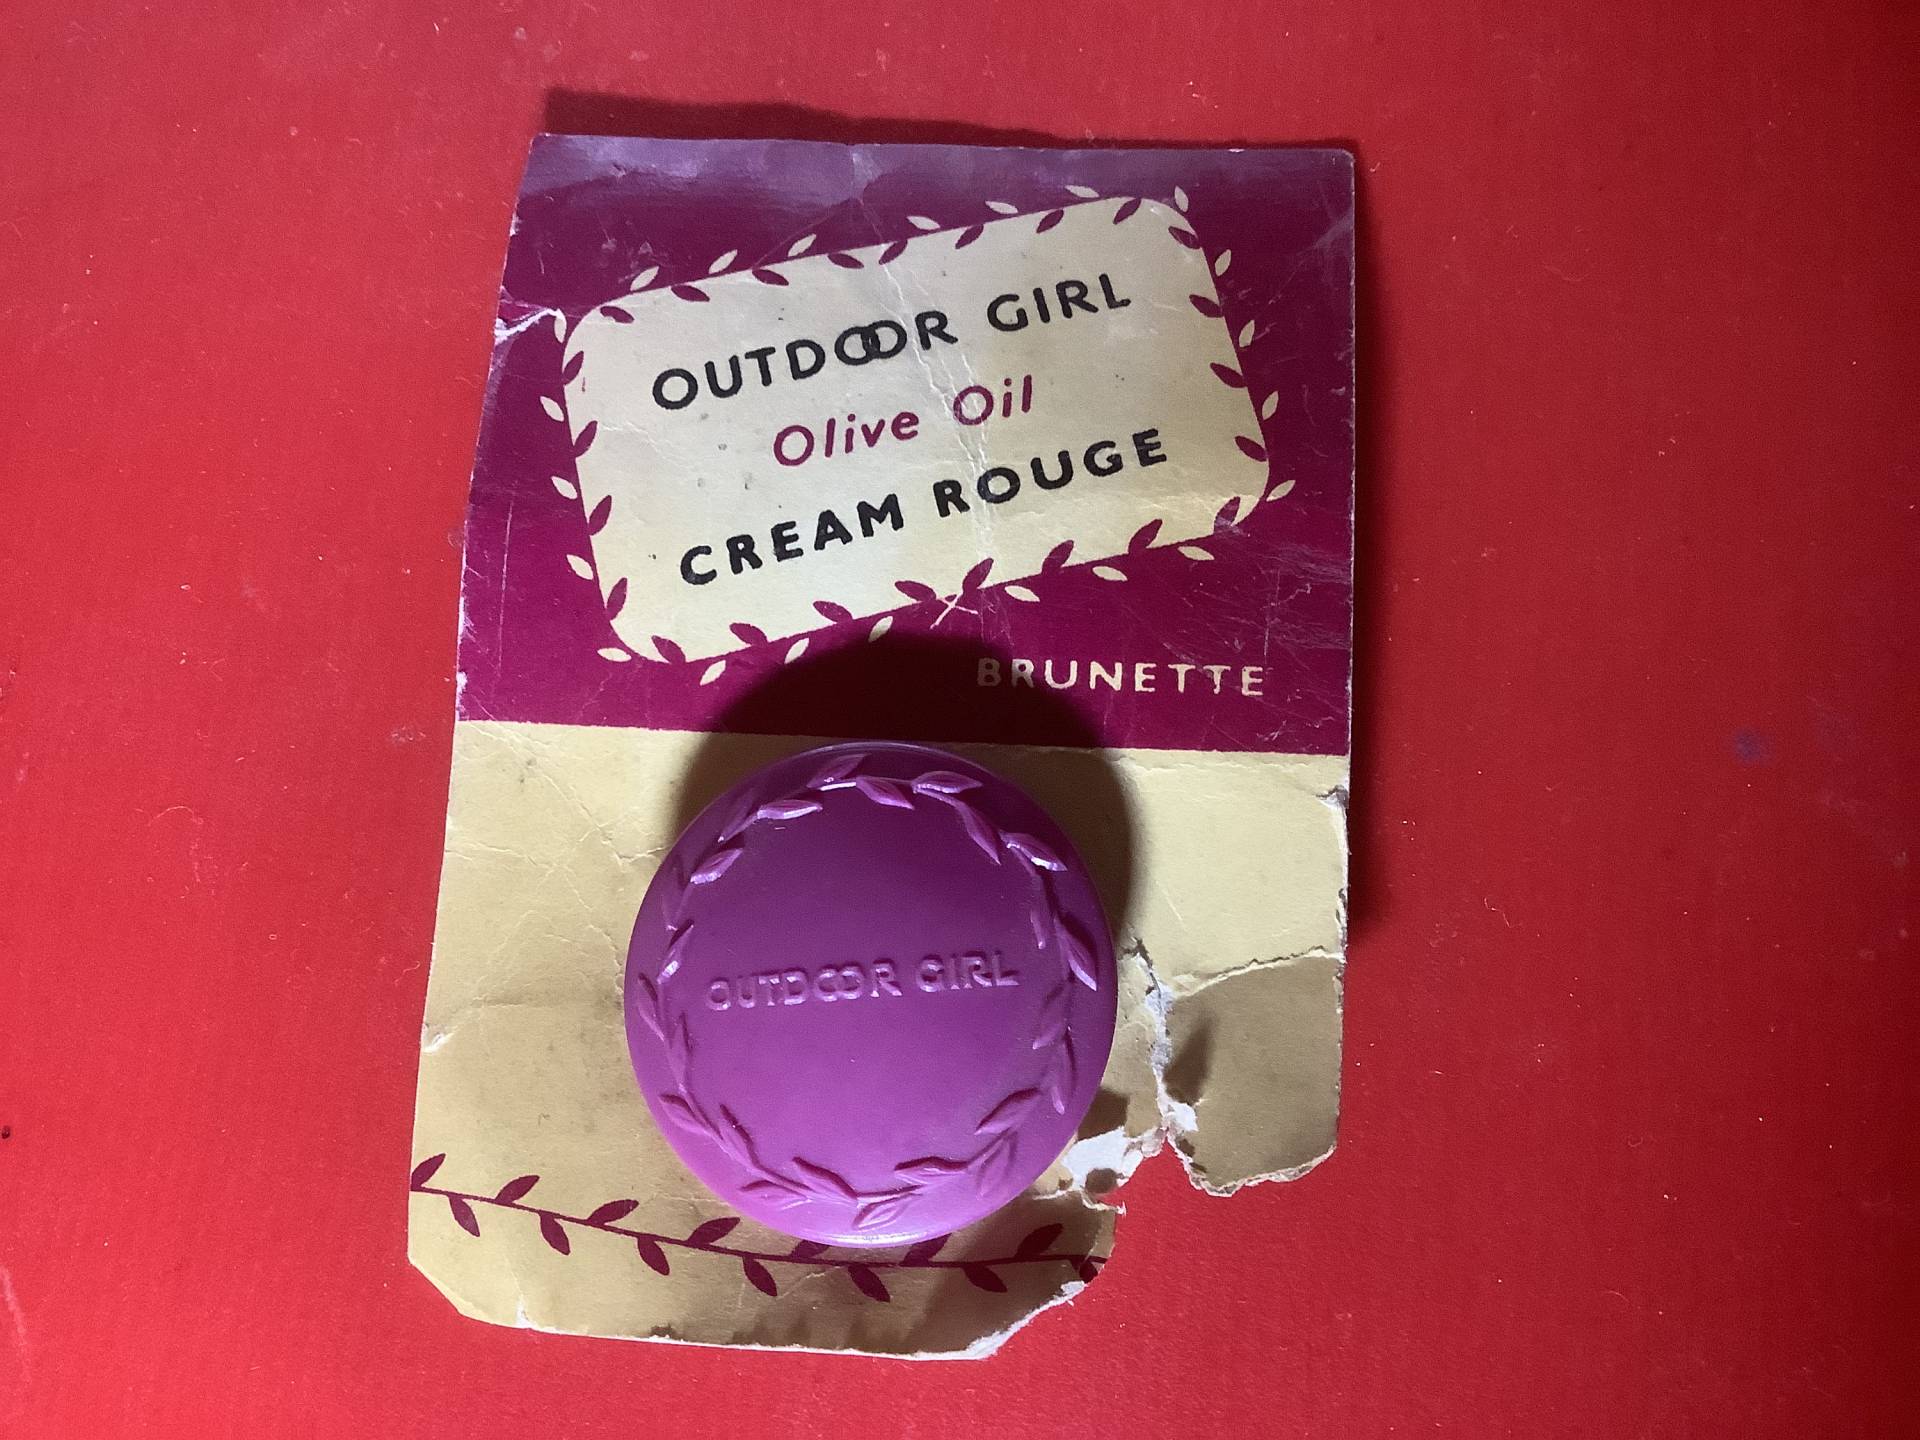 OUTDOOR GIRL
Olive Oil
CREAM ROUGE
BRUNETTE
OUTDOOR GIRL